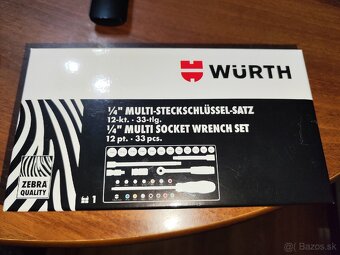 WÜRTH
¼" MULTI-STECKSCHLÜSSEL-SATZ
12-kt. · 33-tlg.
¼" MULTI SOCKET WRENCH SET
12 pt. · 33 pcs.
ZEBRA
QUALITY
1
Bazos.sk